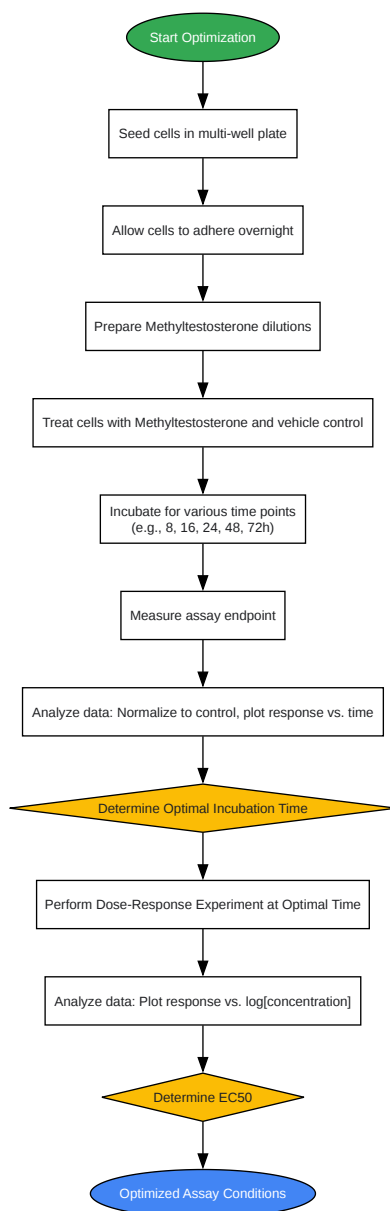 Start Optimization
Seed cells in multi-well plate
Allow cells to adhere overnight
Prepare Methyltestosterone dilutions
Treat cells with Methyltestosterone and vehicle control
Incubate for various time points
(e.g., 8, 16, 24, 48, 72h)
Measure assay endpoint
Analyze data: Normalize to control, plot response vs. time
Determine Optimal Incubation Time
Perform Dose-Response Experiment at Optimal Time
Analyze data: Plot response vs. log[concentration]
Determine EC50
Optimized Assay Conditions